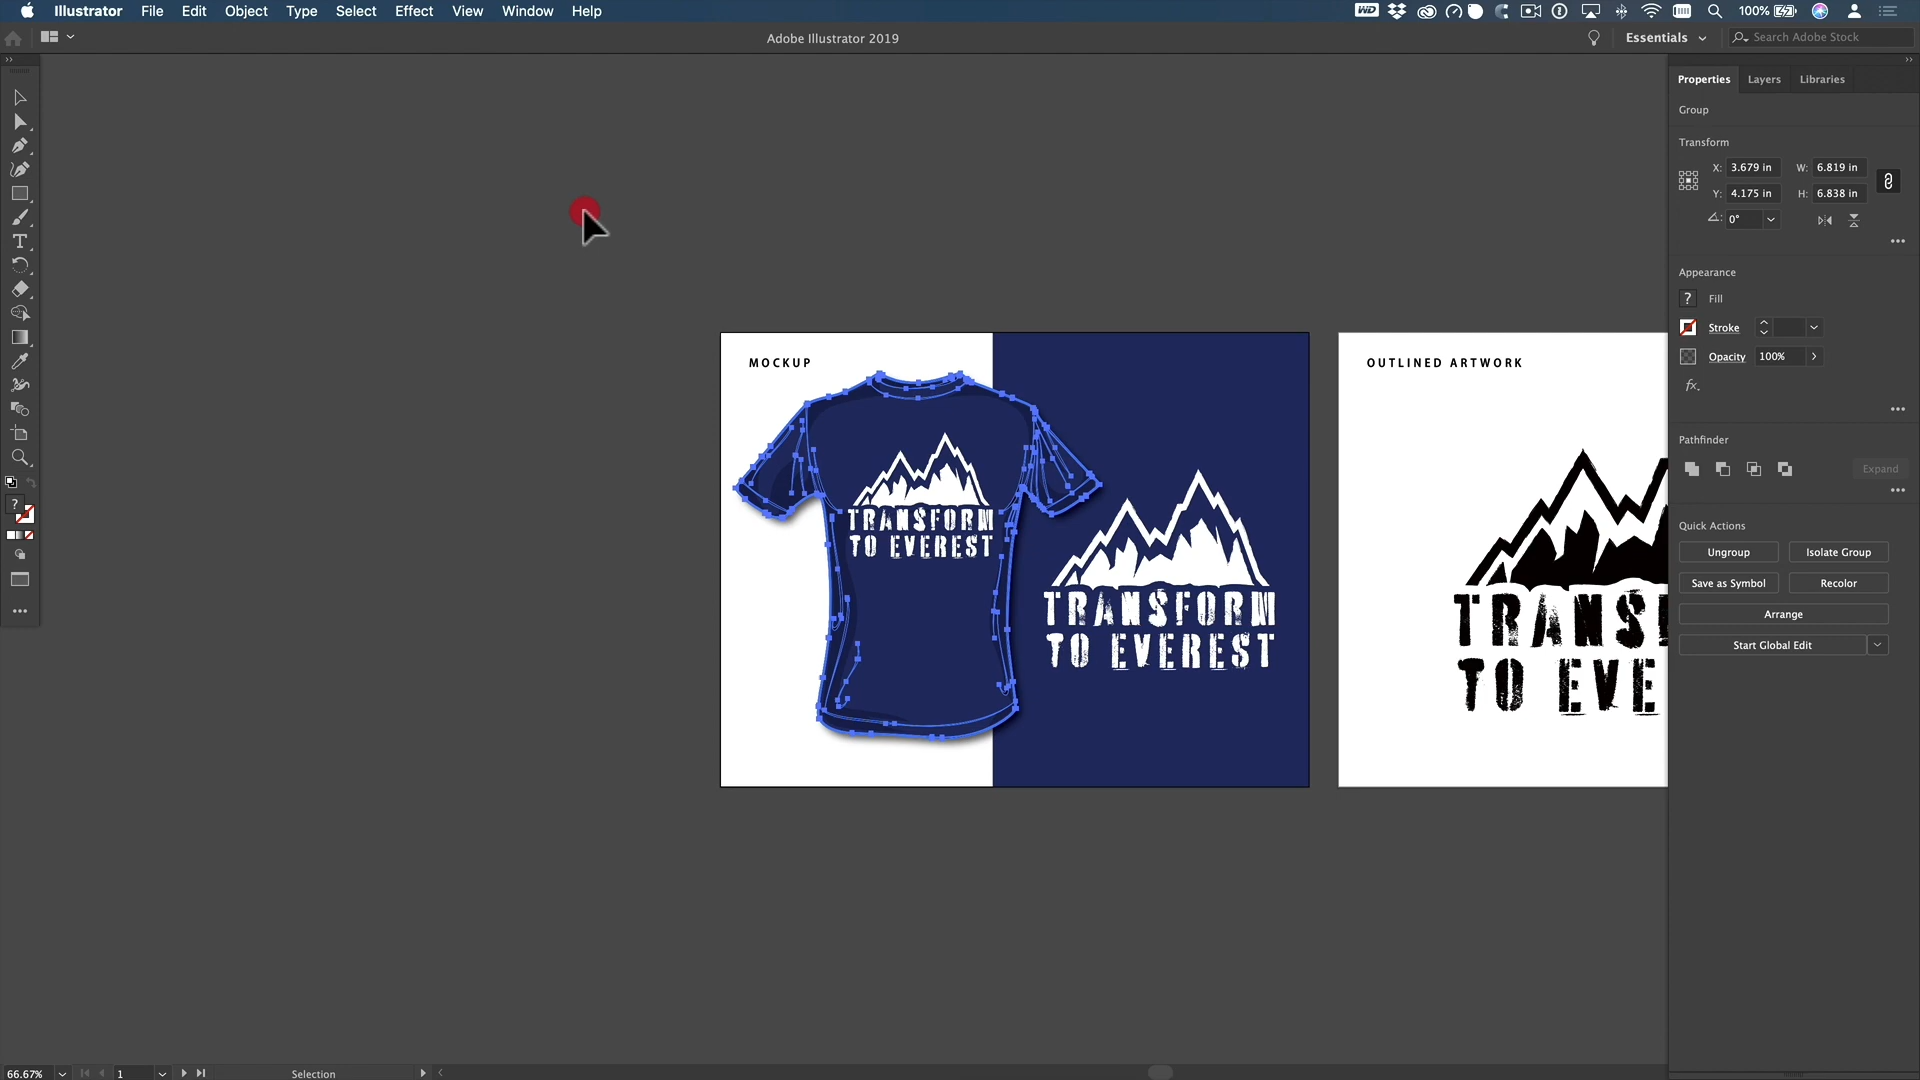 Illustrator File Edit Object Type Select Effect View Window Help
WD 100%
Adobe Illustrator 2019
Essentials
Search Adobe Stock
Properties Layers Libraries
Group
Transform
X: 3.679 in W: 6.819 in
Y: 4.175 in H: 6.838 in
0°
Appearance
? Fill
Stroke
Opacity 100%
fx.
Pathfinder
Expand
Quick Actions
Ungroup Isolate Group
Save as Symbol Recolor
Arrange
Start Global Edit
MOCKUP
TRANSFORM
TO EVEREST
TRANSFORM
TO EVEREST
OUTLINED ARTWORK
TRANSF
TO EVE
?
66.67% 1 Selection